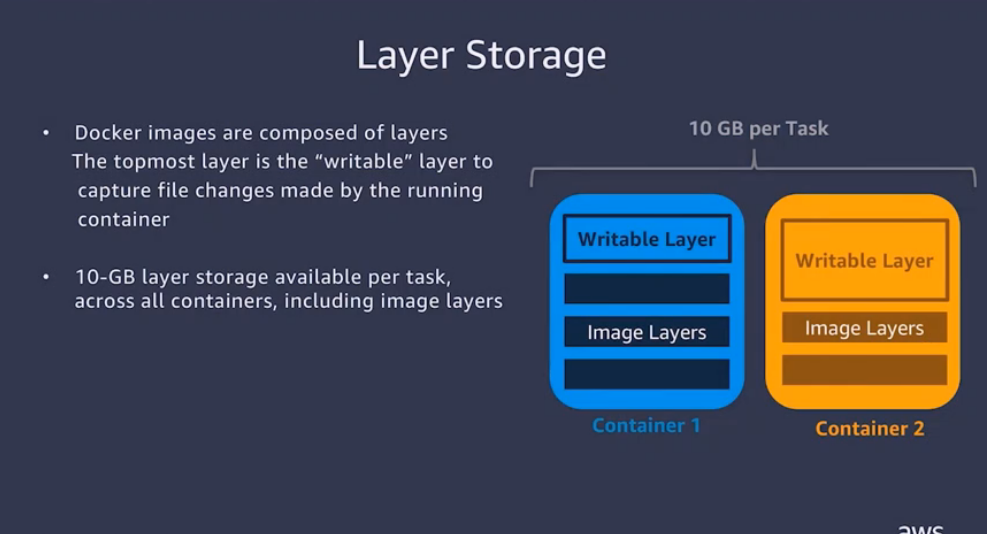 Layer Storage
• Docker images are composed of layers
The topmost layer is the “writable” layer to
capture file changes made by the running
container
• 10-GB layer storage available per task,
across all containers, including image layers
10 GB per Task
Writable Layer
Image Layers
Container 1
Writable Layer
Image Layers
Container 2
aws